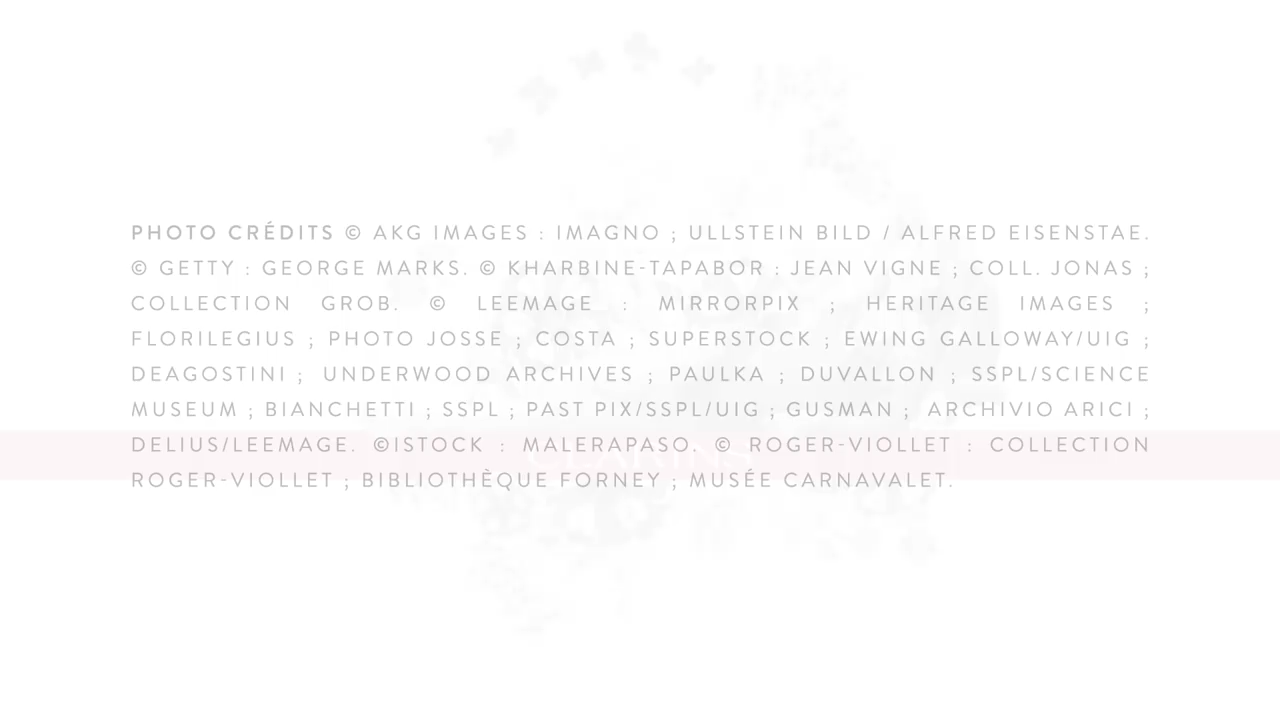 PHOTO CRÉDITS © AKG IMAGES : IMAGNO ; ULLSTEIN BILD / ALFRED EISENSTAE.
© GETTY : GEORGE MARKS. © KHARBINE-TAPABOR : JEAN VIGNE ; COLL. JONAS ;
COLLECTION GROB. © LEEMAGE : MIRRORPIX ; HERITAGE IMAGES ;
FLORILEGIUS ; PHOTO JOSSE ; COSTA ; SUPERSTOCK ; EWING GALLOWAY/UIG ;
DEAGOSTINI ; UNDERWOOD ARCHIVES ; PAULKA ; DUVALLON ; SSPL/SCIENCE
MUSEUM ; BIANCHETTI ; SSPL ; PAST PIX/SSPL/UIG ; GUSMAN ; ARCHIVIO ARICI ;
DELIUS/LEEMAGE. ©ISTOCK : MALERAPASO. © ROGER-VIOLLET : COLLECTION
ROGER-VIOLLET ; BIBLIOTHÈQUE FORNEY ; MUSÉE CARNAVALET.